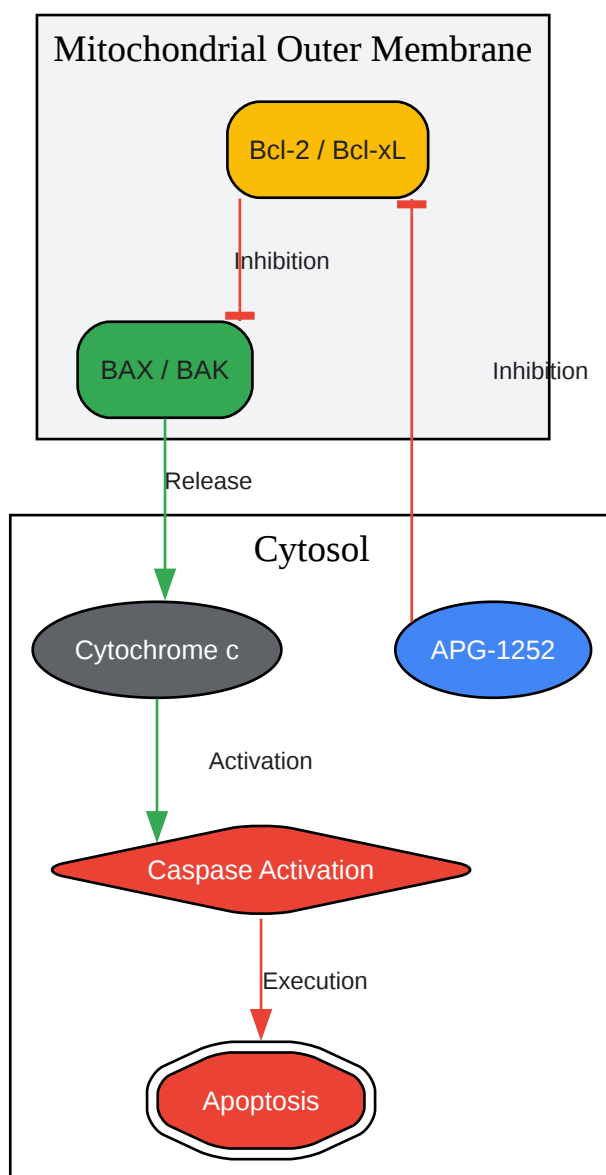 Mitochondrial Outer Membrane
Bcl-2 / Bcl-xL
Inhibition
BAX / BAK
Inhibition
Release
Cytosol
Cytochrome c
APG-1252
Activation
Caspase Activation
Execution
Apoptosis